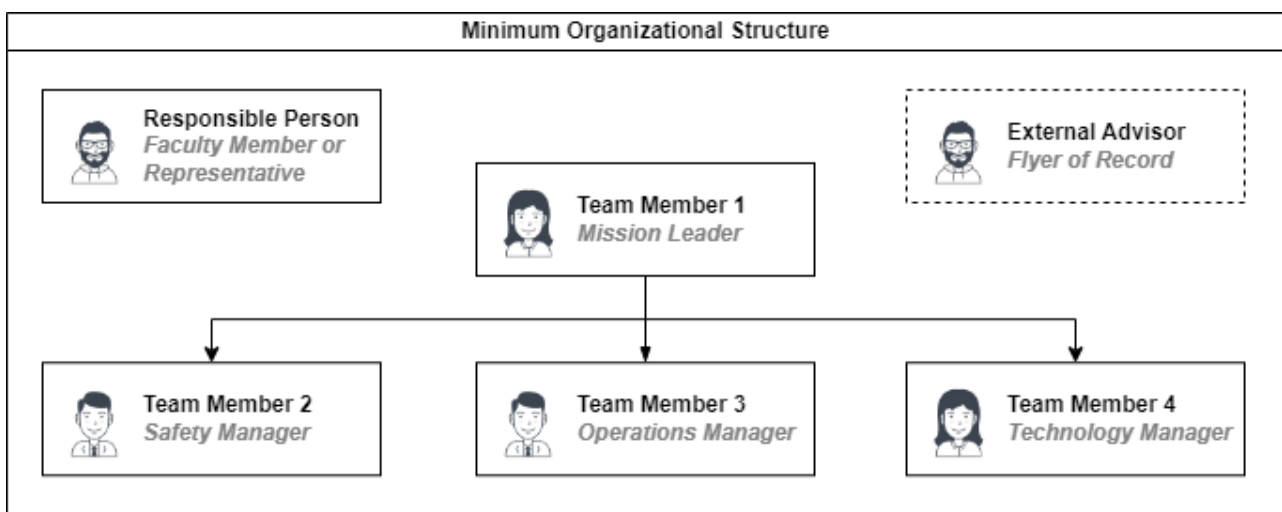 Minimum Organizational Structure
Responsible Person
Faculty Member or
Representative
External Advisor
Flyer of Record
Team Member 1
Mission Leader
Team Member 2
Safety Manager
Team Member 3
Operations Manager
Team Member 4
Technology Manager